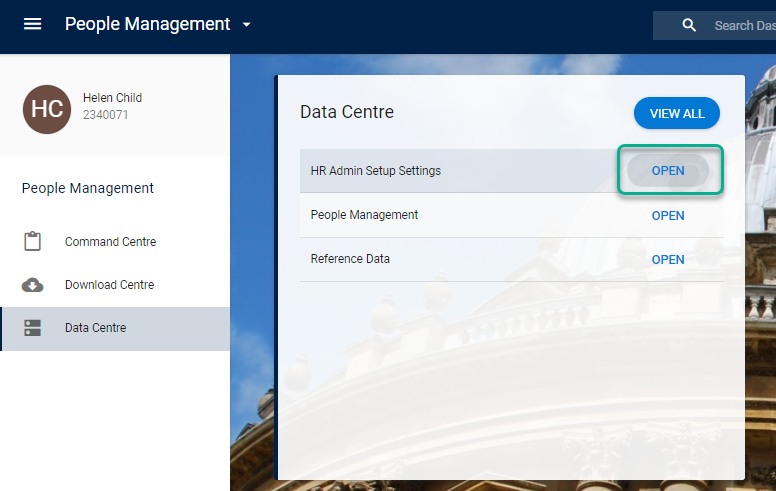 People Management
Search Das
HC
Helen Child
2340071
People Management
Command Centre
Download Centre
Data Centre
Data Centre
VIEW ALL
HR Admin Setup Settings
OPEN
People Management
OPEN
Reference Data
OPEN